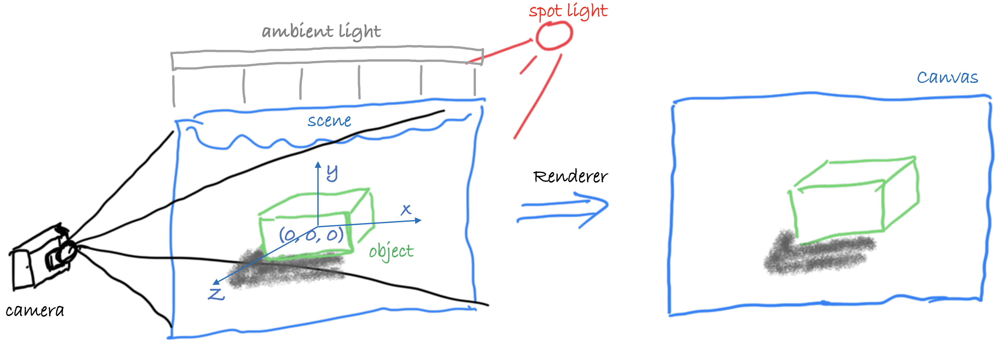 spot light
ambient light
Canvas
scene
y
Renderer
x
(0, 0, 0)
object
z
camera